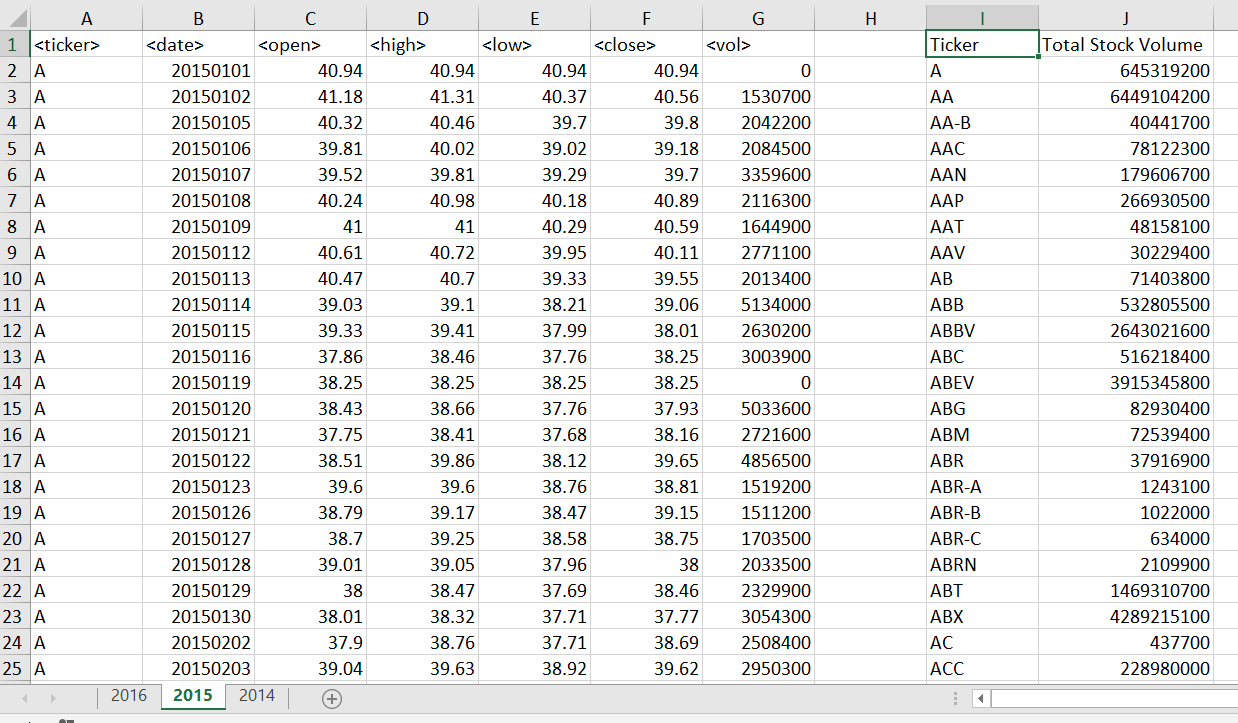 A B C D E F G H I J
1 <ticker> <date> <open> <high> <low> <close> <vol> Ticker Total Stock Volume
2 A 20150101 40.94 40.94 40.94 40.94 0 A 645319200
3 A 20150102 41.18 41.31 40.37 40.56 1530700 AA 6449104200
4 A 20150105 40.32 40.46 39.7 39.8 2042200 AA-B 40441700
5 A 20150106 39.81 40.02 39.02 39.18 2084500 AAC 78122300
6 A 20150107 39.52 39.81 39.29 39.7 3359600 AAN 179606700
7 A 20150108 40.24 40.98 40.18 40.89 2116300 AAP 266930500
8 A 20150109 41 41 40.29 40.59 1644900 AAT 48158100
9 A 20150112 40.61 40.72 39.95 40.11 2771100 AAV 30229400
10 A 20150113 40.47 40.7 39.33 39.55 2013400 AB 71403800
11 A 20150114 39.03 39.1 38.21 39.06 5134000 ABB 532805500
12 A 20150115 39.33 39.41 37.99 38.01 2630200 ABBV 2643021600
13 A 20150116 37.86 38.46 37.76 38.25 3003900 ABC 516218400
14 A 20150119 38.25 38.25 38.25 38.25 0 ABEV 3915345800
15 A 20150120 38.43 38.66 37.76 37.93 5033600 ABG 82930400
16 A 20150121 37.75 38.41 37.68 38.16 2721600 ABM 72539400
17 A 20150122 38.51 39.86 38.12 39.65 4856500 ABR 37916900
18 A 20150123 39.6 39.6 38.76 38.81 1519200 ABR-A 1243100
19 A 20150126 38.79 39.17 38.47 39.15 1511200 ABR-B 1022000
20 A 20150127 38.7 39.25 38.58 38.75 1703500 ABR-C 634000
21 A 20150128 39.01 39.05 37.96 38 2033500 ABRN 2109900
22 A 20150129 38 38.47 37.69 38.46 2329900 ABT 1469310700
23 A 20150130 38.01 38.32 37.71 37.77 3054300 ABX 4289215100
24 A 20150202 37.9 38.76 37.71 38.69 2508400 AC 437700
25 A 20150203 39.04 39.63 38.92 39.62 2950300 ACC 228980000
2016 2015 2014